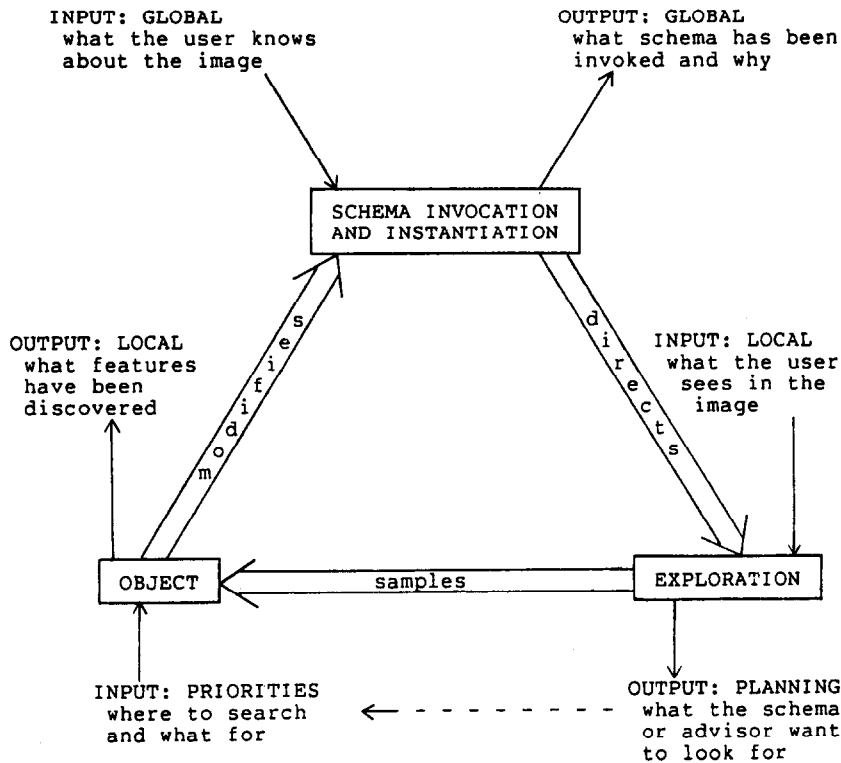 INPUT: GLOBAL
what the user knows
about the image
OUTPUT: GLOBAL
what schema has been
invoked and why
SCHEMA INVOCATION
AND INSTANTIATION
OUTPUT: LOCAL
what features
have been
discovered
modifies
directs
INPUT: LOCAL
what the user
sees in the
image
OBJECT
samples
EXPLORATION
INPUT: PRIORITIES
where to search
and what for
OUTPUT: PLANNING
what the schema
or advisor want
to look for